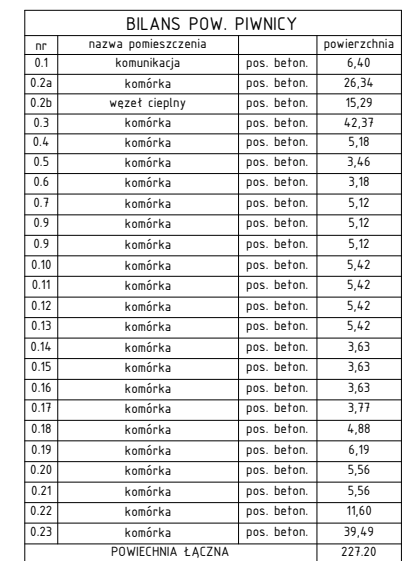 BILANS POW. PIWNICY
nr nazwa pomieszczenia powierzchnia
0.1 komunikacja pos. beton. 6,40
0.2a komórka pos. beton. 26,34
0.2b węzeł cieplny pos. beton. 15,29
0.3 komórka pos. beton. 42,37
0.4 komórka pos. beton. 5,18
0.5 komórka pos. beton. 3,46
0.6 komórka pos. beton. 3,18
0.7 komórka pos. beton. 5,12
0.9 komórka pos. beton. 5,12
0.9 komórka pos. beton. 5,12
0.10 komórka pos. beton. 5,42
0.11 komórka pos. beton. 5,42
0.12 komórka pos. beton. 5,42
0.13 komórka pos. beton. 5,42
0.14 komórka pos. beton. 3,63
0.15 komórka pos. beton. 3,63
0.16 komórka pos. beton. 3,63
0.17 komórka pos. beton. 3,77
0.18 komórka pos. beton. 4,88
0.19 komórka pos. beton. 6,19
0.20 komórka pos. beton. 5,56
0.21 komórka pos. beton. 5,56
0.22 komórka pos. beton. 11,60
0.23 komórka pos. beton. 39,49
POWIECHNIA ŁĄCZNA 227.20